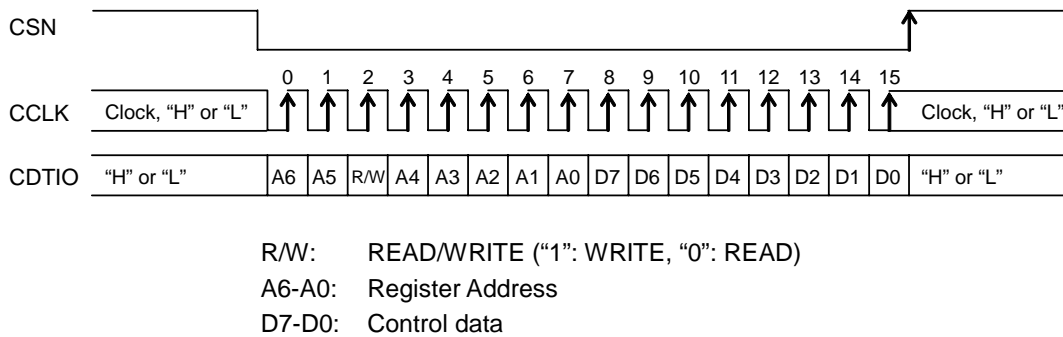 CSN
0 1 2 3 4 5 6 7 8 9 10 11 12 13 14 15
CCLK Clock, “H” or “L” Clock, “H” or “L”
CDTIO “H” or “L” A6 A5 R/W A4 A3 A2 A1 A0 D7 D6 D5 D4 D3 D2 D1 D0 “H” or “L”
R/W: READ/WRITE (“1”: WRITE, “0”: READ)
A6-A0: Register Address
D7-D0: Control data